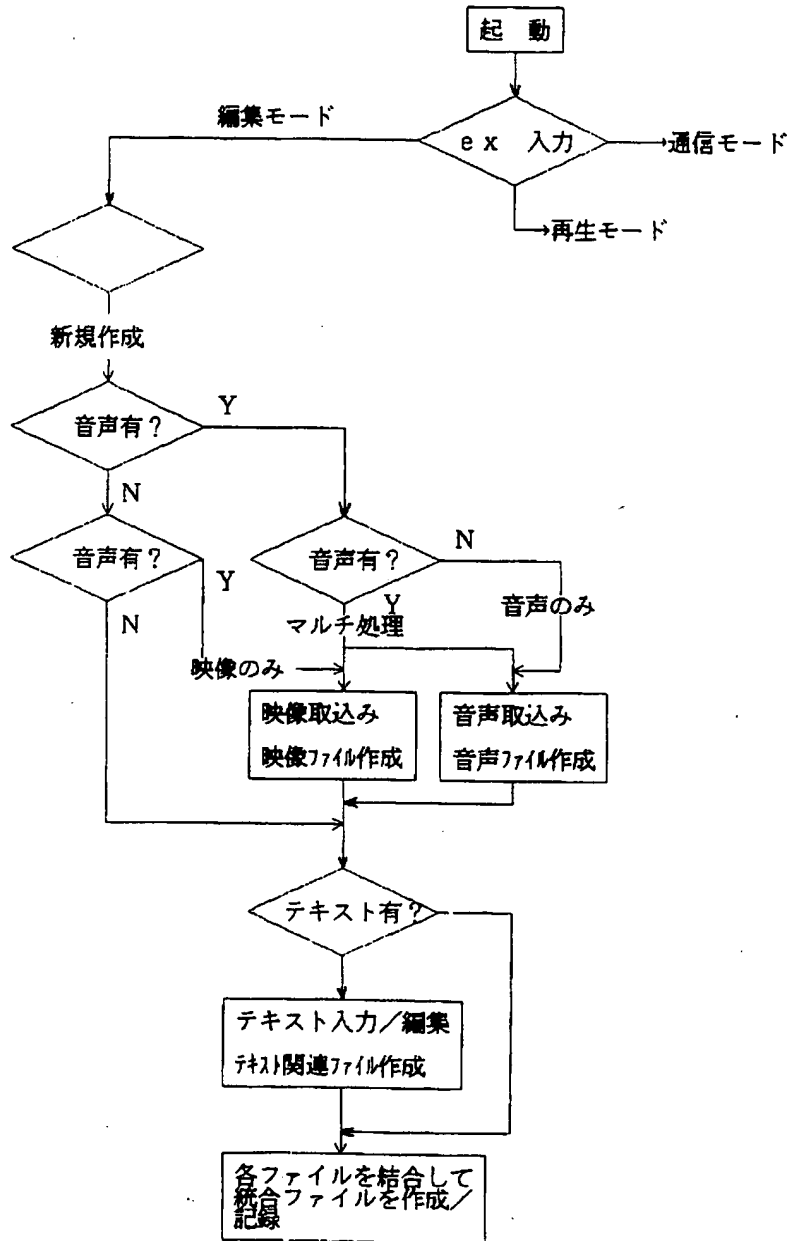 起 動
編集モード
ex 入力
通信モード
再生モード
新規作成
音声有?
Y
N
音声有?
Y
N
音声有?
N
Y
音声のみ
マルチ処理
映像のみ
映像取込み
映像ファイル作成
音声取込み
音声ファイル作成
テキスト有?
テキスト入力/編集
テキスト関連ファイル作成
各ファイルを結合して
統合ファイルを作成/
記録